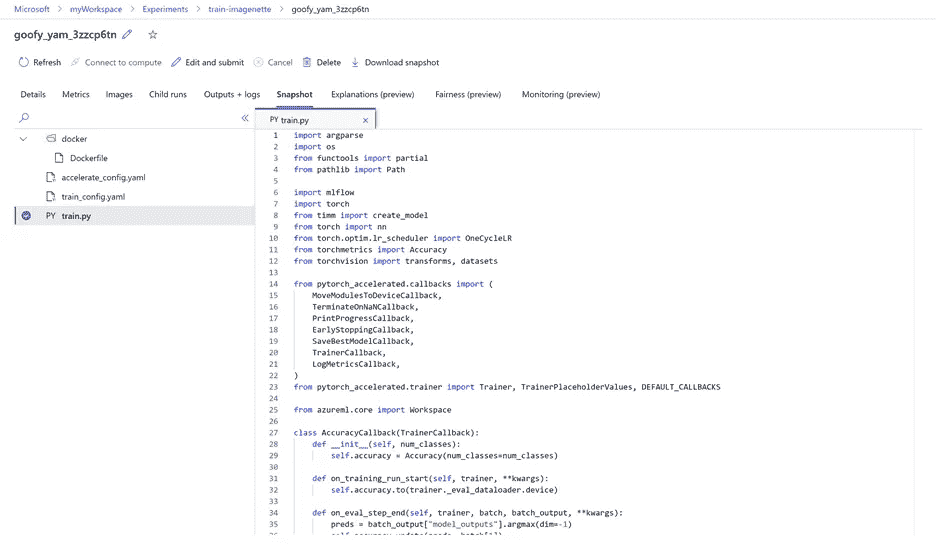 Microsoft > myWorkspace > Experiments > train-imagenette > goofy_yam_3zzcp6tn
goofy_yam_3zzcp6tn
Refresh Connect to compute Edit and submit Cancel Delete Download snapshot
Details Metrics Images Child runs Outputs + logs Snapshot Explanations (preview) Fairness (preview) Monitoring (preview)
docker
Dockerfile
accelerate_config.yaml
train_config.yaml
PY train.py
PY train.py ×
1 import argparse
2 import os
3 from functools import partial
4 from pathlib import Path
5
6 import mlflow
7 import torch
8 from timm import create_model
9 from torch import nn
10 from torch.optim.lr_scheduler import OneCycleLR
11 from torchmetrics import Accuracy
12 from torchvision import transforms, datasets
13
14 from pytorch_accelerated.callbacks import (
15     MoveModulesToDeviceCallback,
16     TerminateOnNaNCallback,
17     PrintProgressCallback,
18     EarlyStoppingCallback,
19     SaveBestModelCallback,
20     TrainerCallback,
21     LogMetricsCallback,
22 )
23 from pytorch_accelerated.trainer import Trainer, TrainerPlaceholderValues, DEFAULT_CALLBACKS
24
25 from azureml.core import Workspace
26
27 class AccuracyCallback(TrainerCallback):
28     def __init__(self, num_classes):
29         self.accuracy = Accuracy(num_classes=num_classes)
30
31     def on_training_run_start(self, trainer, **kwargs):
32         self.accuracy.to(trainer._eval_dataloader.device)
33
34     def on_eval_step_end(self, trainer, batch, batch_output, **kwargs):
35         preds = batch_output["model_outputs"].argmax(dim=-1)